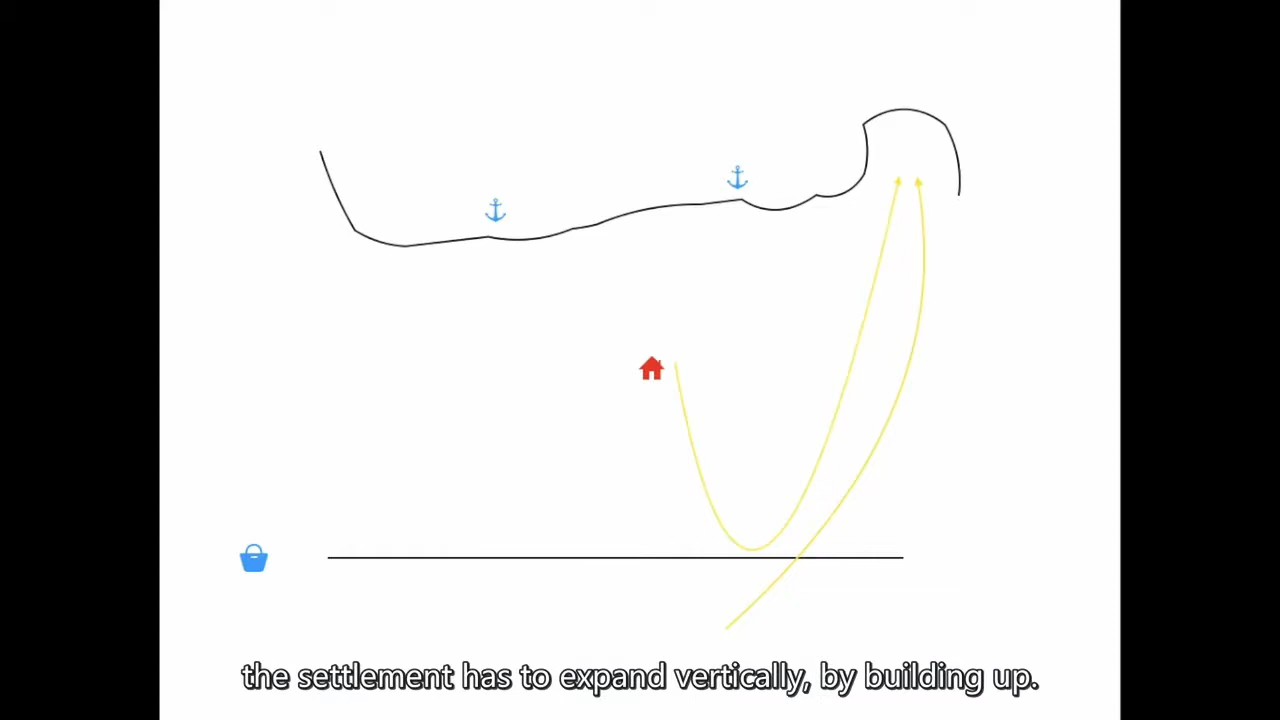 the settlement has to expand vertically, by building up.